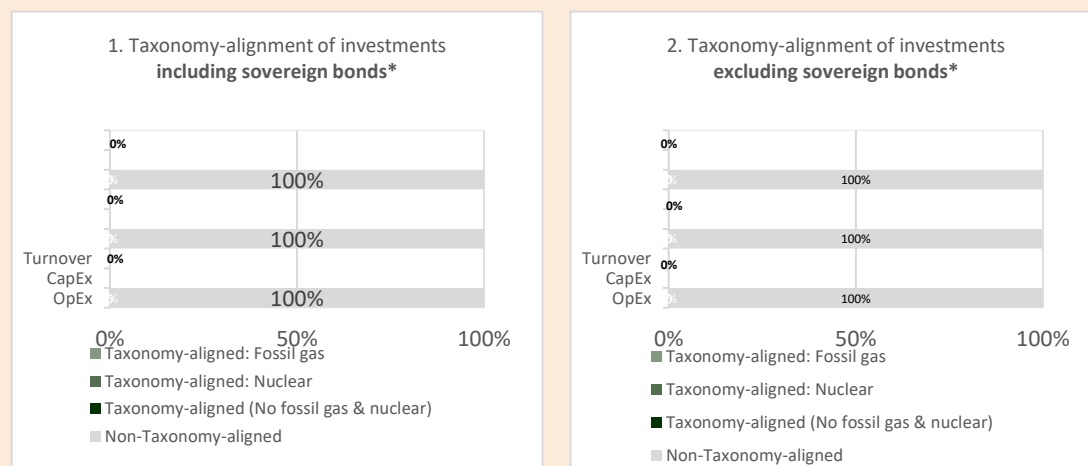 1. Taxonomy-alignment of investments
including sovereign bonds*
0%
100%
0%
100%
Turnover
0%
CapEx
OpEx
100%
0% 50% 100%
Taxonomy-aligned: Fossil gas
Taxonomy-aligned: Nuclear
Taxonomy-aligned (No fossil gas & nuclear)
Non-Taxonomy-aligned
2. Taxonomy-alignment of investments
excluding sovereign bonds*
0%
100%
0%
100%
Turnover
0%
CapEx
OpEx
100%
0% 50% 100%
Taxonomy-aligned: Fossil gas
Taxonomy-aligned: Nuclear
Taxonomy-aligned (No fossil gas & nuclear)
Non-Taxonomy-aligned